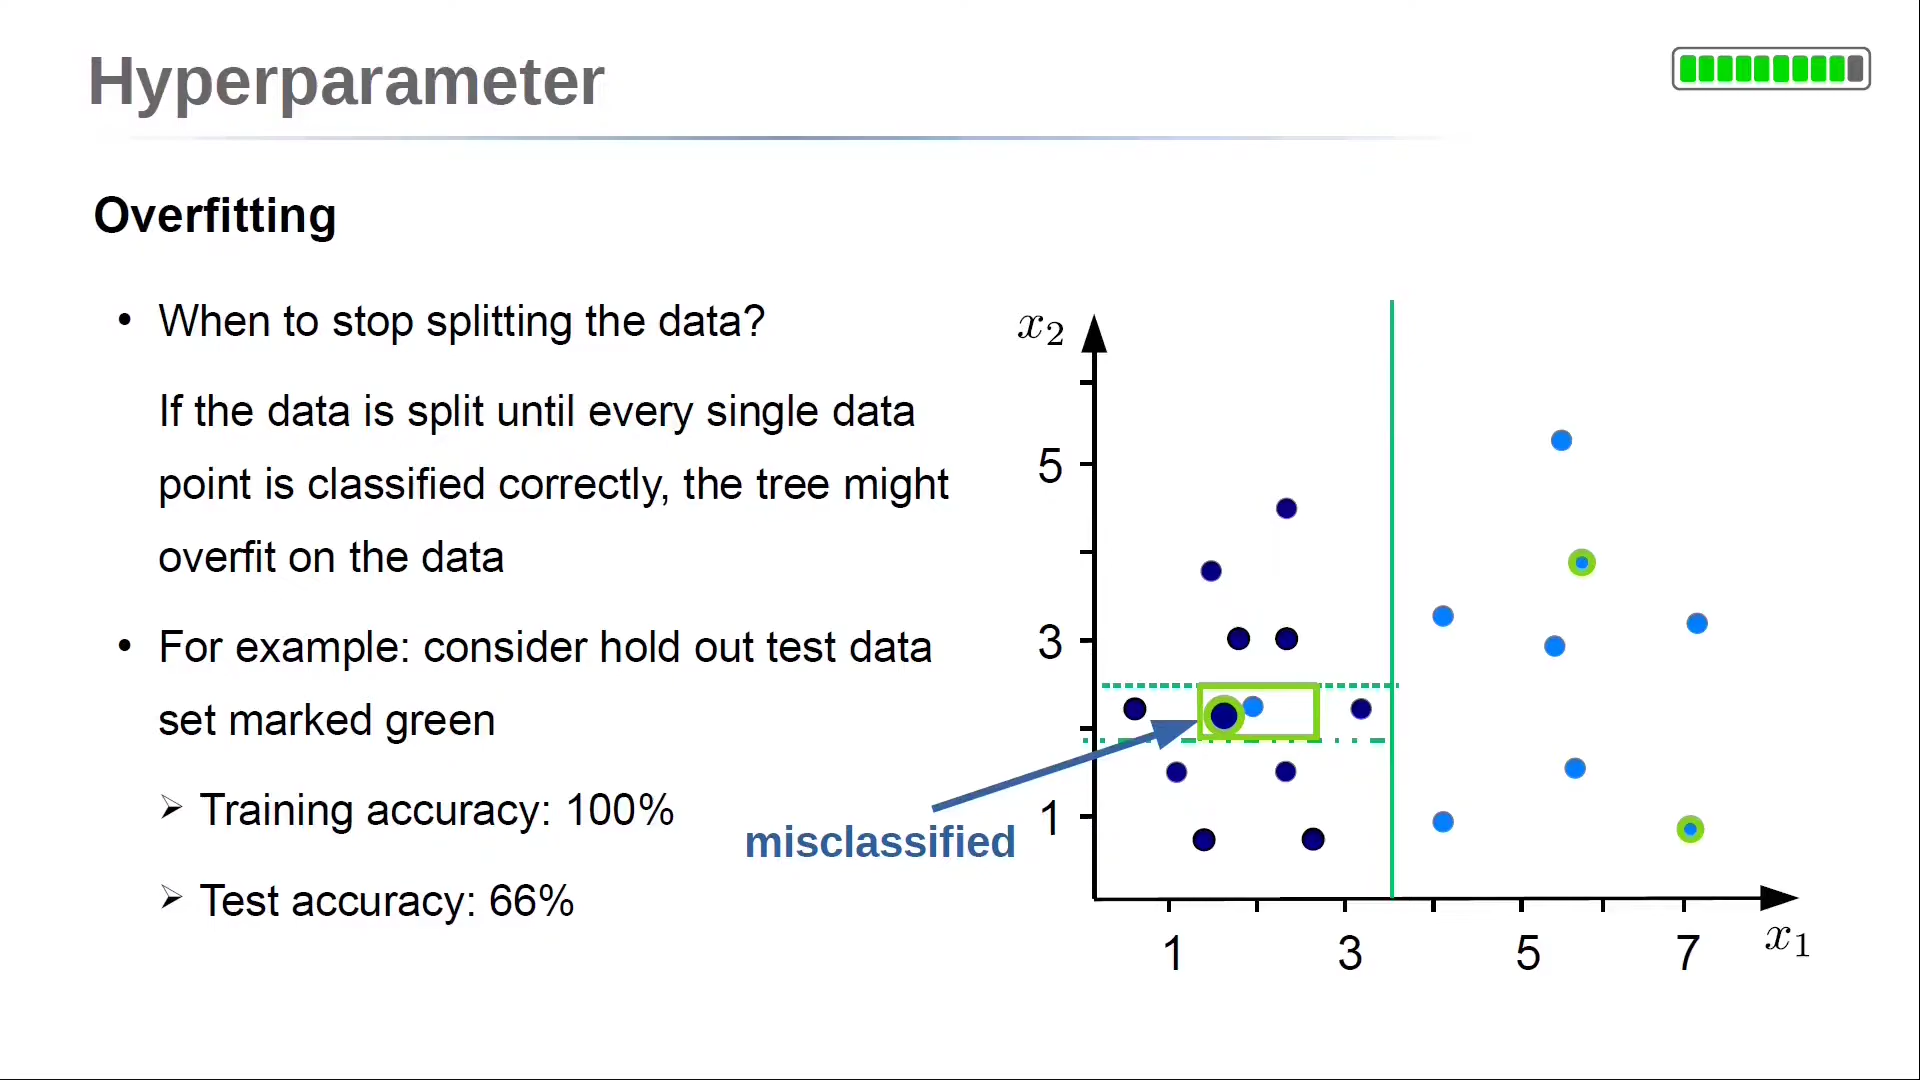 Hyperparameter
Overfitting
• When to stop splitting the data?
If the data is split until every single data
point is classified correctly, the tree might
overfit on the data
• For example: consider hold out test data
set marked green
➢ Training accuracy: 100%
➢ Test accuracy: 66%
misclassified
x2
5
3
1
1 3 5 7
x1